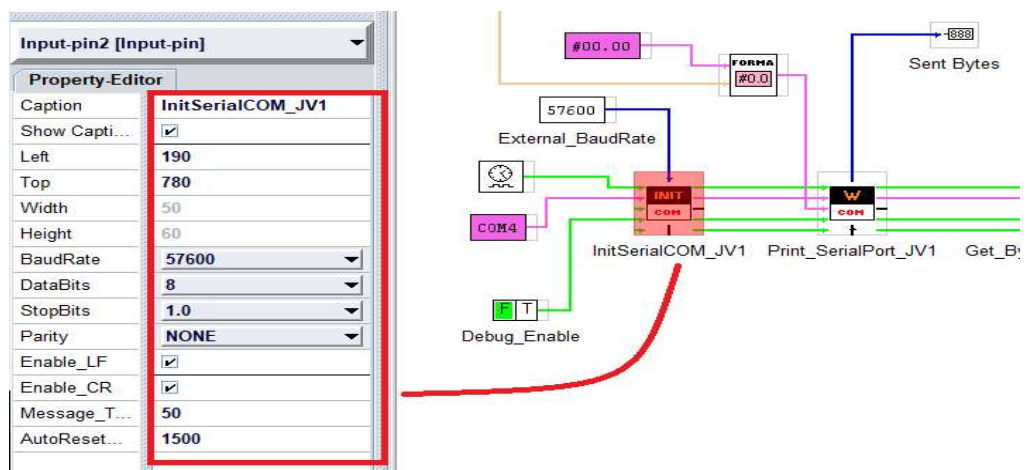 Input-pin2 [Input-pin]
Property-Editor
Caption InitSerialCOM_JV1
Show Capti...
Left 190
Top 780
Width 50
Height 60
BaudRate 57600
DataBits 8
StopBits 1.0
Parity NONE
Enable_LF
Enable_CR
Message_T... 50
AutoReset... 1500
#00.00
FORMA
#0.0
-888
Sent Bytes
57600
External_BaudRate
COM4
INIT
COM
InitSerialCOM_JV1
W
COM
Print_SerialPort_JV1
Get_By
F T
Debug_Enable